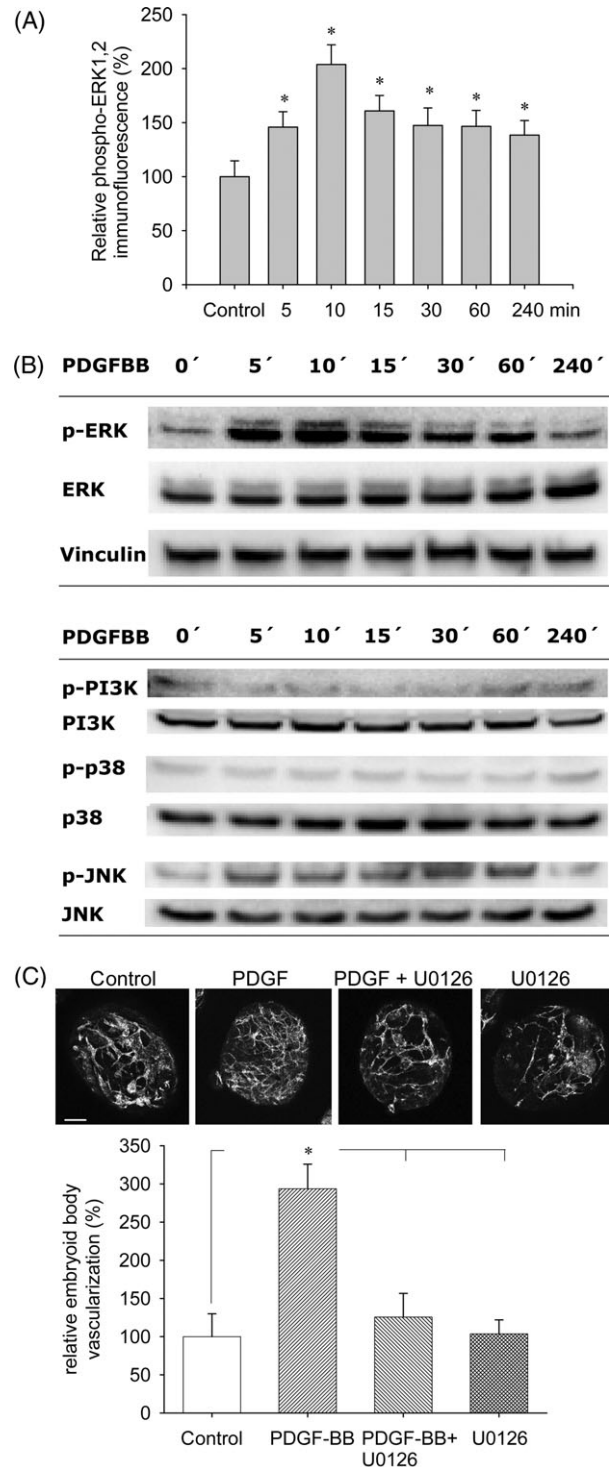 (A)
Relative phospho-ERK1,2
immunofluorescence (%)
250
200
150
100
50
0
* * * * * *
Control 5 10 15 30 60 240 min
(B)
PDGFBB 0´ 5´ 10´ 15´ 30´ 60´ 240´
p-ERK
ERK
Vinculin
PDGFBB 0´ 5´ 10´ 15´ 30´ 60´ 240´
p-PI3K
PI3K
p-p38
p38
p-JNK
JNK
(C)
Control PDGF PDGF + U0126 U0126
relative embryoid body
vascularization (%)
350
300
250
200
150
100
50
0
*
Control PDGF-BB PDGF-BB+ U0126
U0126